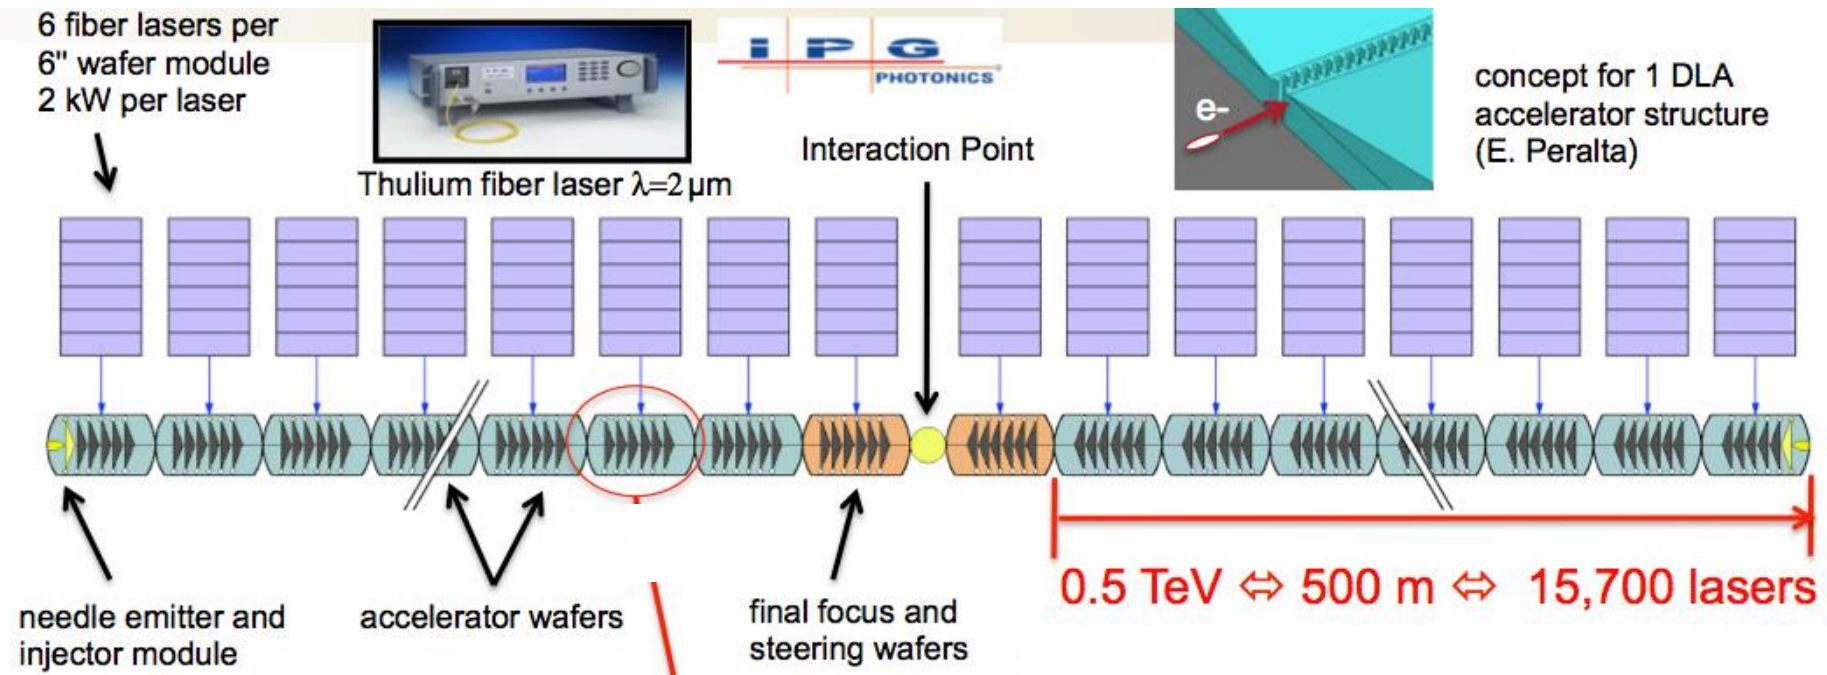 6 fiber lasers per
6" wafer module
2 kW per laser
IPG
PHOTONICS
Thulium fiber laser λ=2 μm
Interaction Point
e-
concept for 1 DLA
accelerator structure
(E. Peralta)
0.5 TeV ⇔ 500 m ⇔ 15,700 lasers
needle emitter and
injector module
accelerator wafers
final focus and
steering wafers